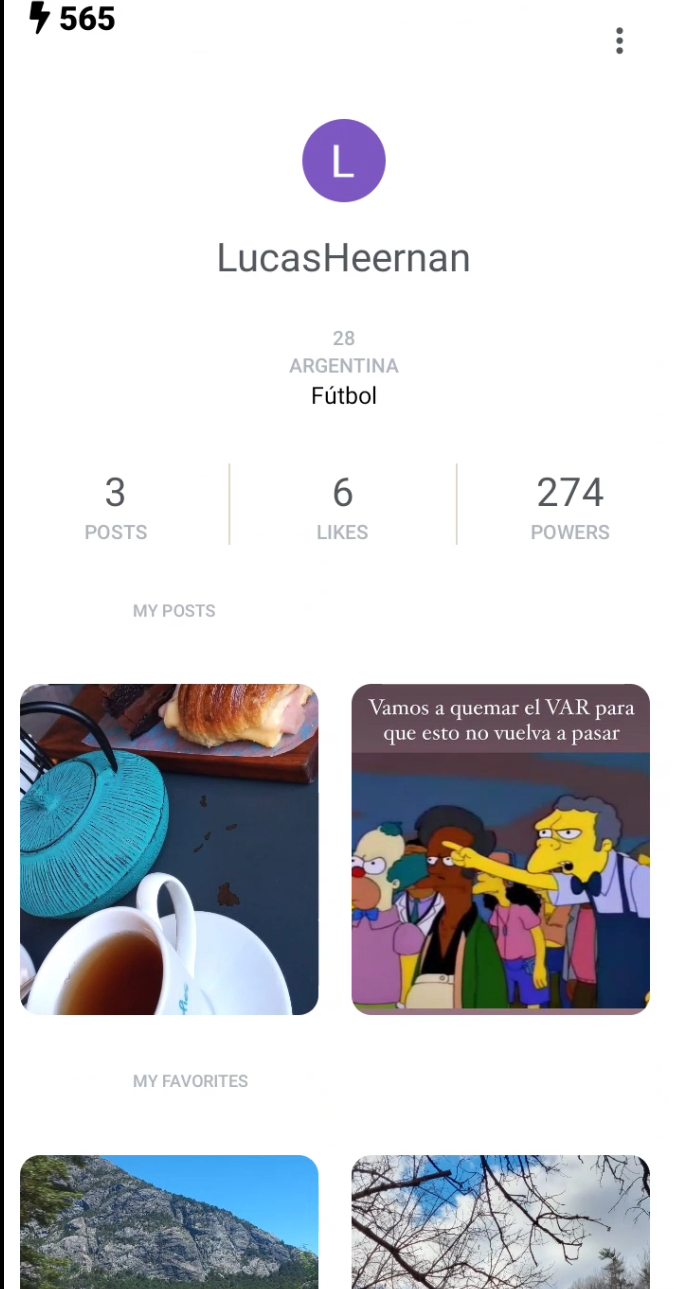 565
L
LucasHeernan
28
ARGENTINA
Fútbol
3
POSTS
6
LIKES
274
POWERS
MY POSTS
Vamos a quemar el VAR para
que esto no vuelva a pasar
MY FAVORITES